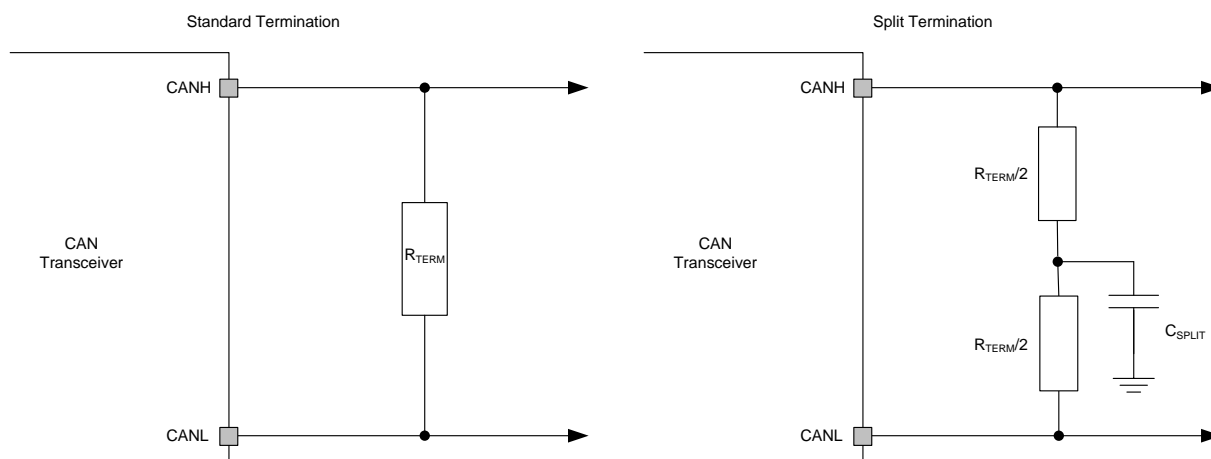 Standard Termination
CANH
CAN
Transceiver
RTERM
CANL
Split Termination
CANH
CAN
Transceiver
RTERM/2
RTERM/2
CSPLIT
CANL